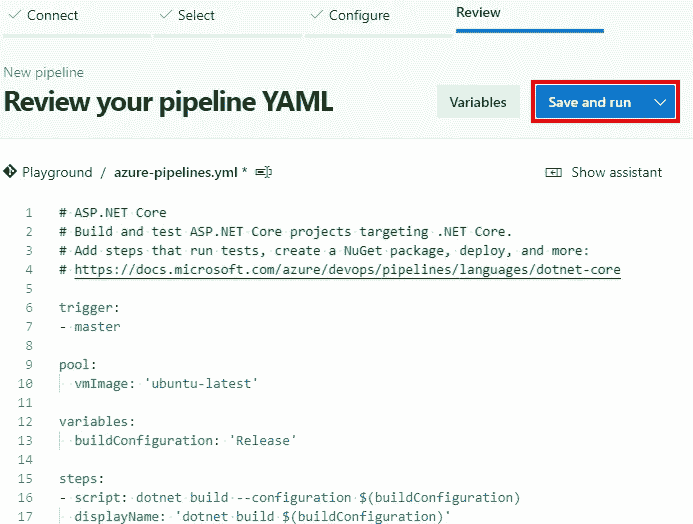 Connect Select Configure Review
New pipeline
Review your pipeline YAML Variables Save and run
Playground / azure-pipelines.yml * Show assistant
1 # ASP.NET Core
2 # Build and test ASP.NET Core projects targeting .NET Core.
3 # Add steps that run tests, create a NuGet package, deploy, and more:
4 # https://docs.microsoft.com/azure/devops/pipelines/languages/dotnet-core
5
6 trigger:
7 - master
8
9 pool:
10   vmImage: 'ubuntu-latest'
11
12 variables:
13   buildConfiguration: 'Release'
14
15 steps:
16 - script: dotnet build --configuration $(buildConfiguration)
17   displayName: 'dotnet build $(buildConfiguration)'